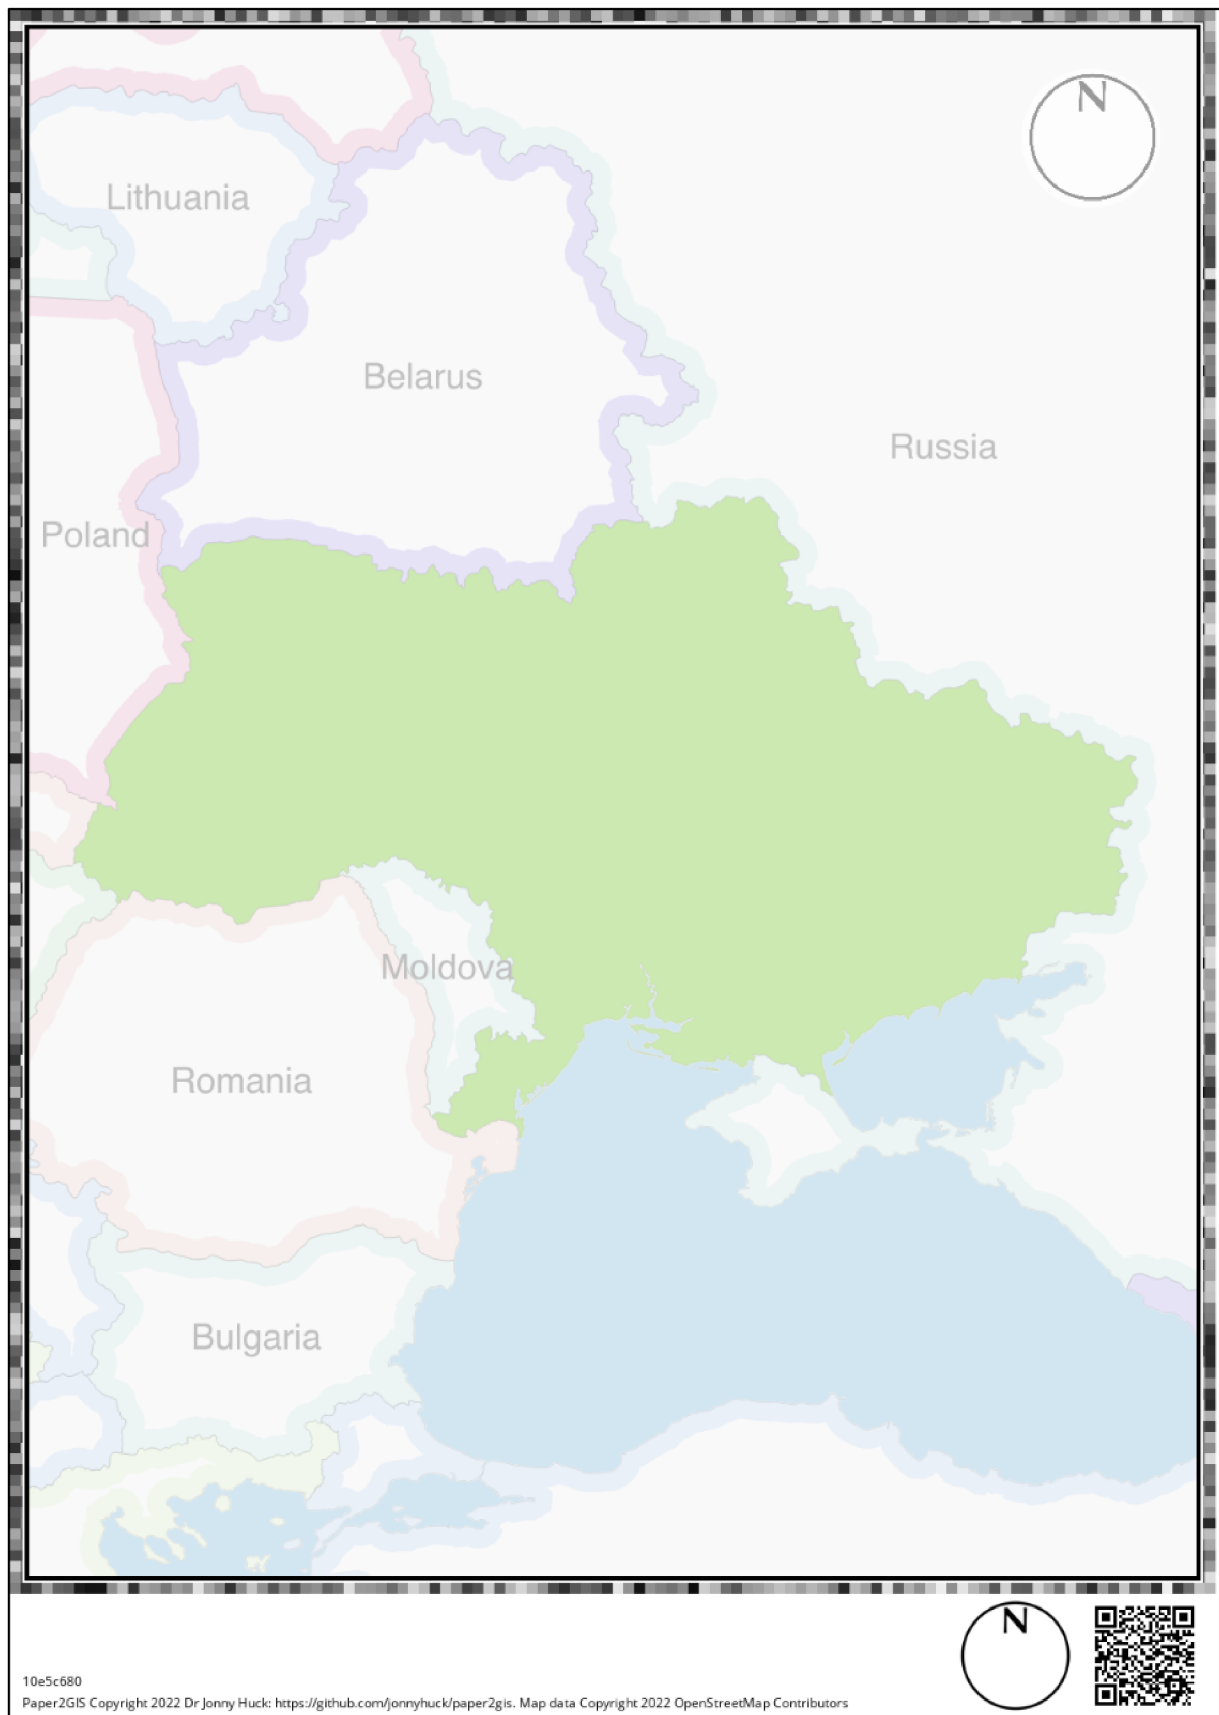 N
Lithuania
Belarus
Russia
Poland
Moldova
Romania
Bulgaria
N
10e5c680
Paper2GIS Copyright 2022 Dr Jonny Huck: https://github.com/jonnyhuck/paper2gis. Map data Copyright 2022 OpenStreetMap Contributors